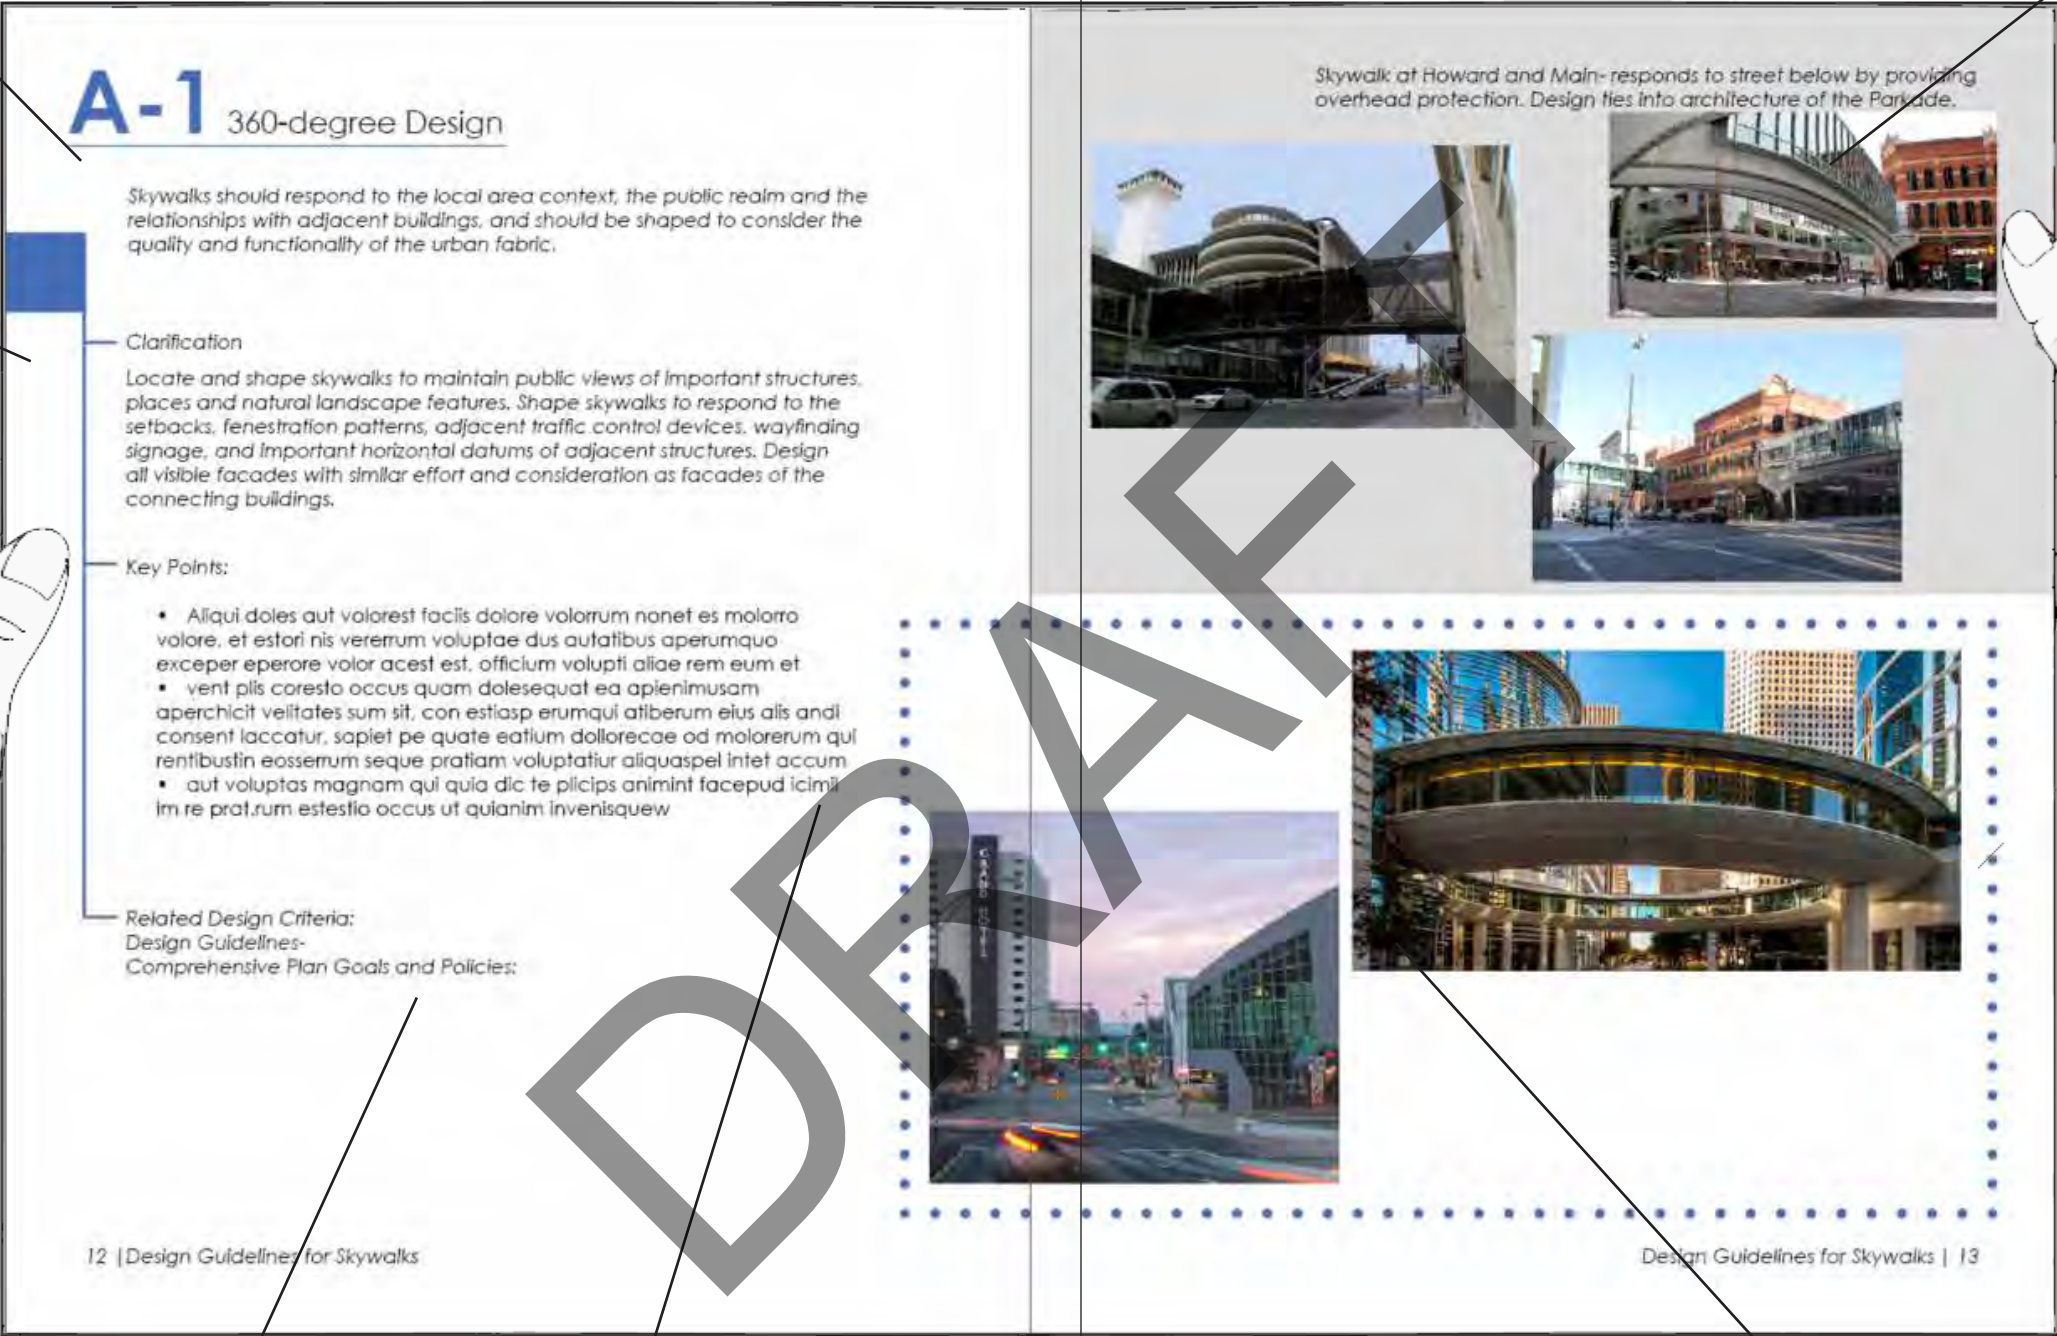 A-1 360-degree Design
Skywalks should respond to the local area context, the public realm and the
relationships with adjacent buildings, and should be shaped to consider the
quality and functionality of the urban fabric.
Clarification
Locate and shape skywalks to maintain public views of important structures,
places and natural landscape features. Shape skywalks to respond to the
setbacks, fenestration patterns, adjacent traffic control devices, wayfinding
signage, and important horizontal datums of adjacent structures. Design
all visible facades with similar effort and consideration as facades of the
connecting buildings.
Key Points:
• Aliqui doles aut volorest faciis dolore volorrum nonet es molorro
volore, et estori nis vererrum voluptae dus autatibus aperumquo
exceper eperore volor acest est, officium volupti aliae rem eum et
• vent plis coresto occus quam dolesequat ea apienimusam
aperchicit velitates sum sit, con estiasp erumqui atiberum eius alis andi
consent laccatur, sapiet pe quate eatium dollorecae od molorerum qui
rentibustin eosserrum seque pratiam voluptatiur aliquaspel intet accum
• aut voluptas magnam qui quia dic te plicips animint facepud icimil
im re prat.rum estestio occus ut quianim invenisquew
Related Design Criteria:
Design Guidelines-
Comprehensive Plan Goals and Policies:
12 |Design Guidelines for Skywalks
Skywalk at Howard and Main- responds to street below by providing
overhead protection. Design ties into architecture of the Parkade.
DRAFT
Design Guidelines for Skywalks | 13